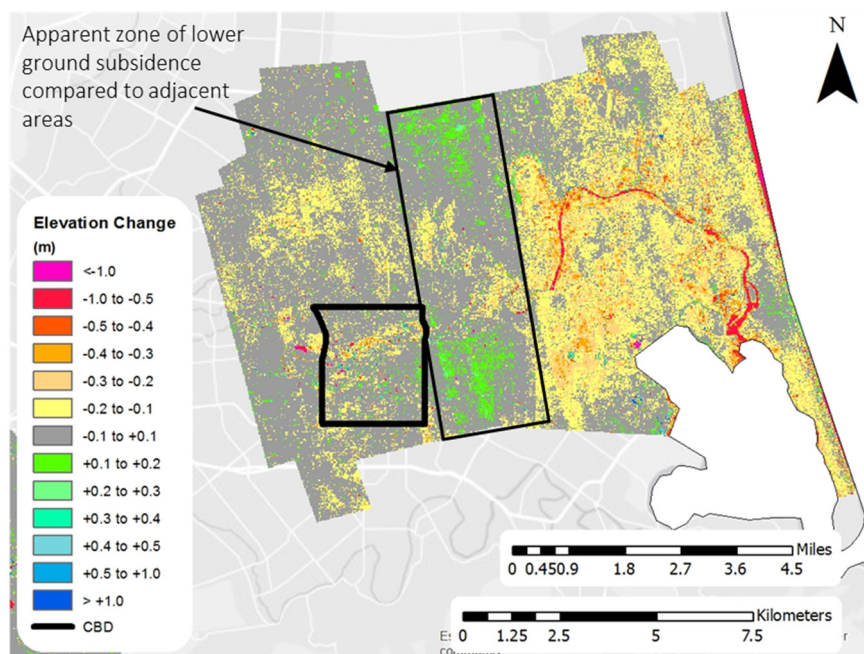 Apparent zone of lower
ground subsidence
compared to adjacent
areas
N
Elevation Change
(m)
<-1.0
-1.0 to -0.5
-0.5 to -0.4
-0.4 to -0.3
-0.3 to -0.2
-0.2 to -0.1
-0.1 to +0.1
+0.1 to +0.2
+0.2 to +0.3
+0.3 to +0.4
+0.4 to +0.5
+0.5 to +1.0
> +1.0
CBD
Miles
0 0.45 0.9 1.8 2.7 3.6 4.5
Kilometers
0 1.25 2.5 5 7.5